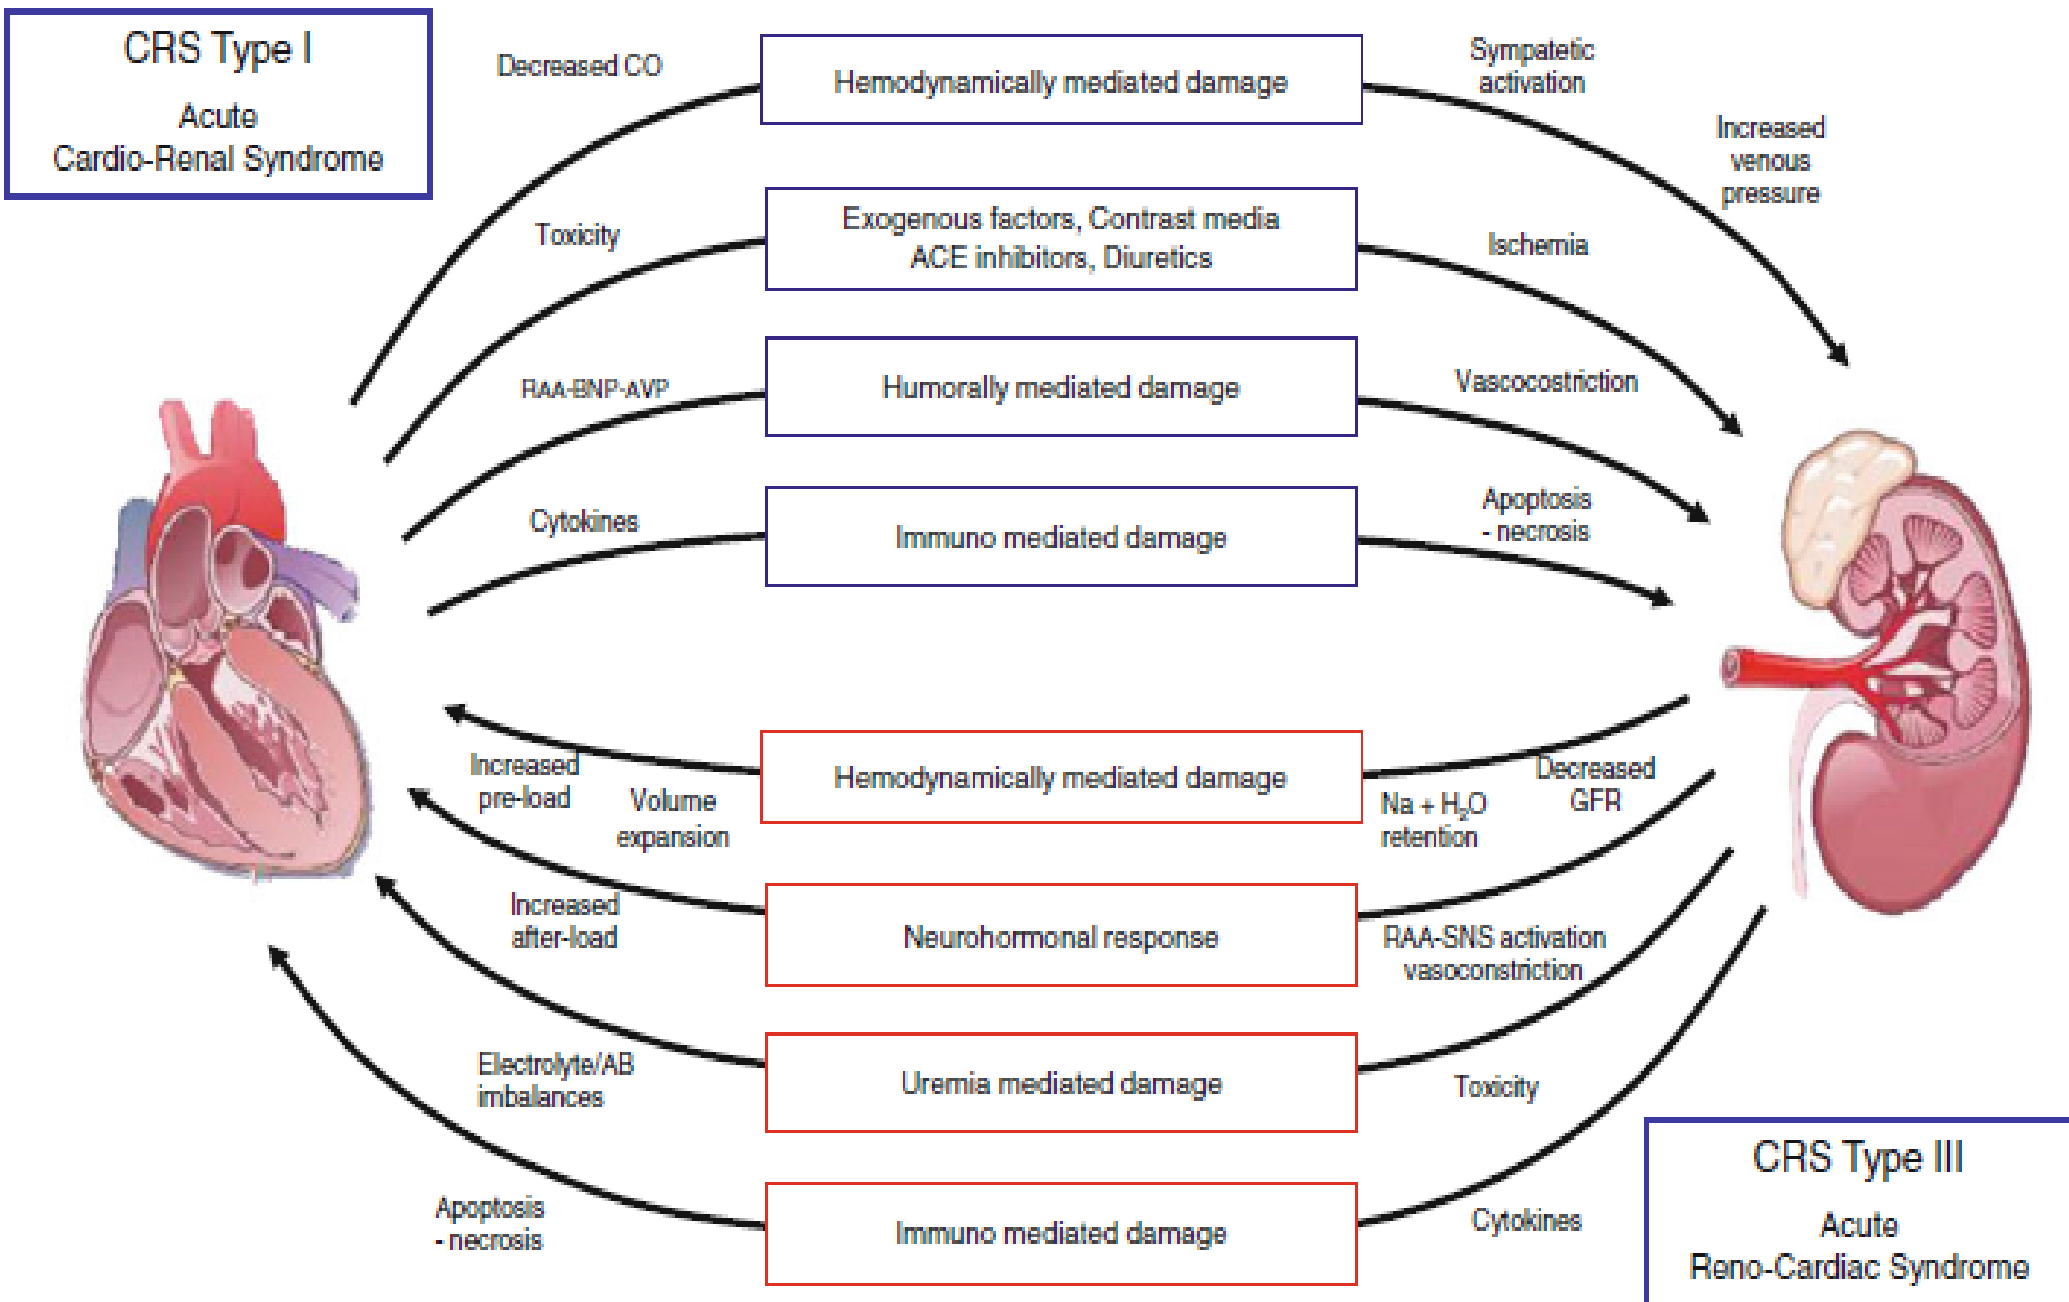 CRS Type I
Acute
Cardio-Renal Syndrome
Decreased CO
Hemodynamically mediated damage
Sympatetic
activation
Increased
venous
pressure
Toxicity
Exogenous factors, Contrast media
ACE inhibitors, Diuretics
Ischemia
RAA-BNP-AVP
Humorally mediated damage
Vascocostriction
Cytokines
Immuno mediated damage
Apoptosis
- necrosis
Increased
pre-load
Volume
expansion
Hemodynamically mediated damage
Na + H₂O
retention
Decreased
GFR
Increased
after-load
Neurohormonal response
RAA-SNS activation
vasoconstriction
Electrolyte/AB
imbalances
Uremia mediated damage
Toxicity
Apoptosis
- necrosis
Immuno mediated damage
Cytokines
CRS Type III
Acute
Reno-Cardiac Syndrome